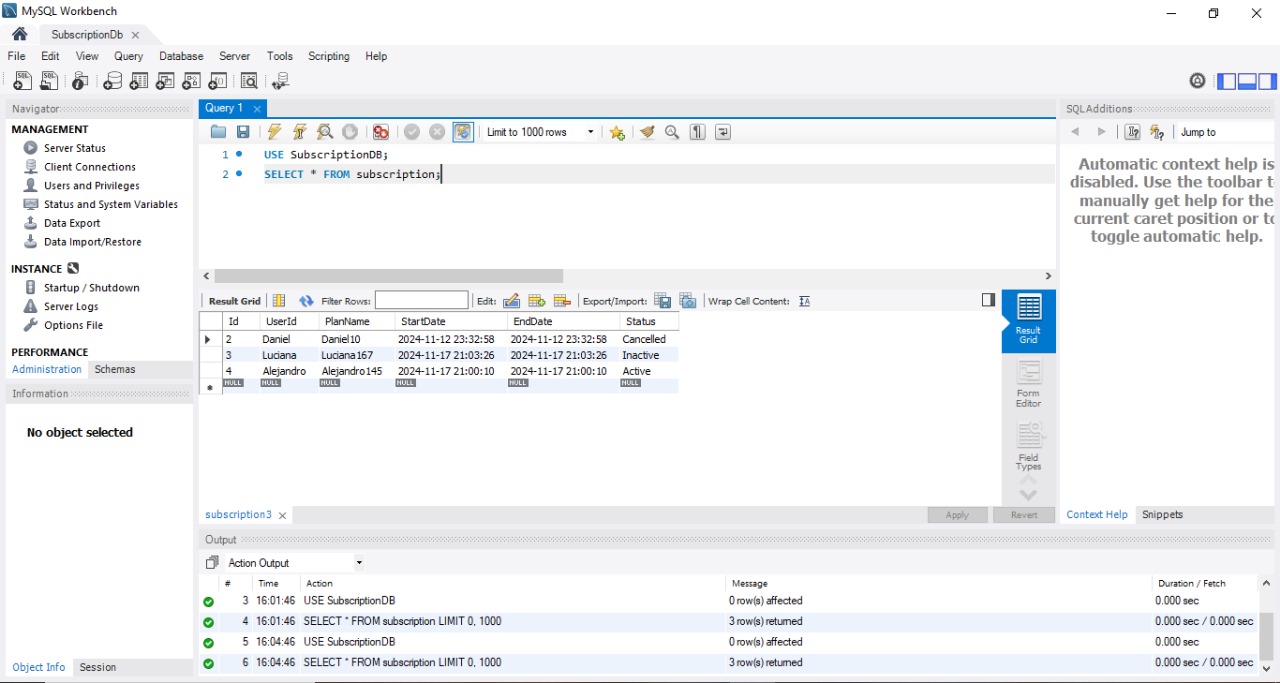 MySQL Workbench
SubscriptionDb
File Edit View Query Database Server Tools Scripting Help
Navigator
MANAGEMENT
Server Status
Client Connections
Users and Privileges
Status and System Variables
Data Export
Data Import/Restore
INSTANCE
Startup / Shutdown
Server Logs
Options File
PERFORMANCE
Administration Schemas
Information
No object selected
Object Info Session
Query 1
Limit to 1000 rows
1 USE SubscriptionDB;
2 SELECT * FROM subscription;
Result Grid Filter Rows: Edit: Export/Import: Wrap Cell Content:
Id UserId PlanName StartDate EndDate Status
2 Daniel Daniel10 2024-11-12 23:32:58 2024-11-12 23:32:58 Cancelled
3 Luciana Luciana167 2024-11-17 21:03:26 2024-11-17 21:03:26 Inactive
4 Alejandro Alejandro145 2024-11-17 21:00:10 2024-11-17 21:00:10 Active
NULL NULL NULL NULL NULL NULL
Result
Grid
Form
Editor
Field
Types
subscription3 Apply Revert
SQLAdditions
Jump to
Automatic context help is
disabled. Use the toolbar t
manually get help for the
current caret position or to
toggle automatic help.
Context Help Snippets
Output
Action Output
# Time Action Message Duration / Fetch
3 16:01:46 USE SubscriptionDB 0 row(s) affected 0.000 sec
4 16:01:46 SELECT * FROM subscription LIMIT 0, 1000 3 row(s) returned 0.000 sec / 0.000 sec
5 16:04:46 USE SubscriptionDB 0 row(s) affected 0.000 sec
6 16:04:46 SELECT * FROM subscription LIMIT 0, 1000 3 row(s) returned 0.000 sec / 0.000 sec